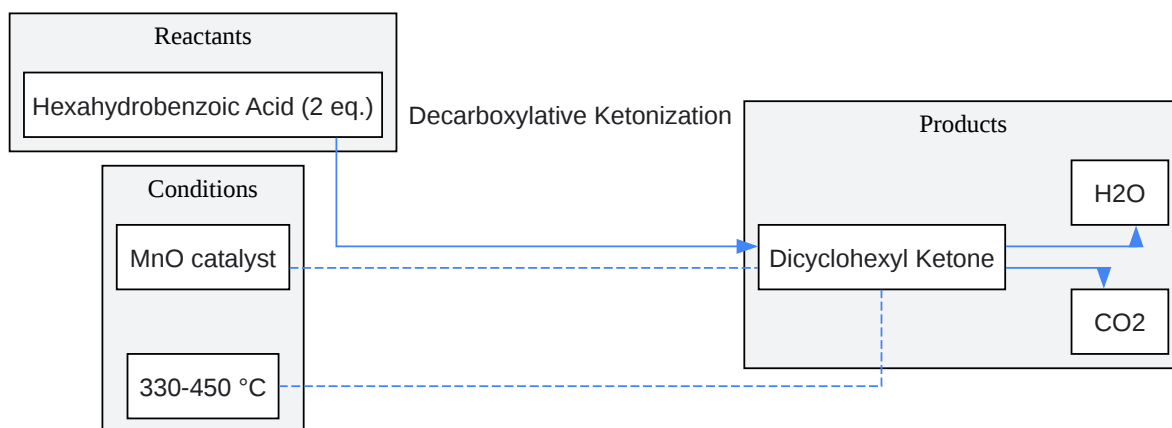 Reactants
Hexahydrobenzoic Acid (2 eq.)
Decarboxylative Ketonization
Products
Conditions
MnO catalyst
330-450 °C
Dicyclohexyl Ketone
H2O
CO2